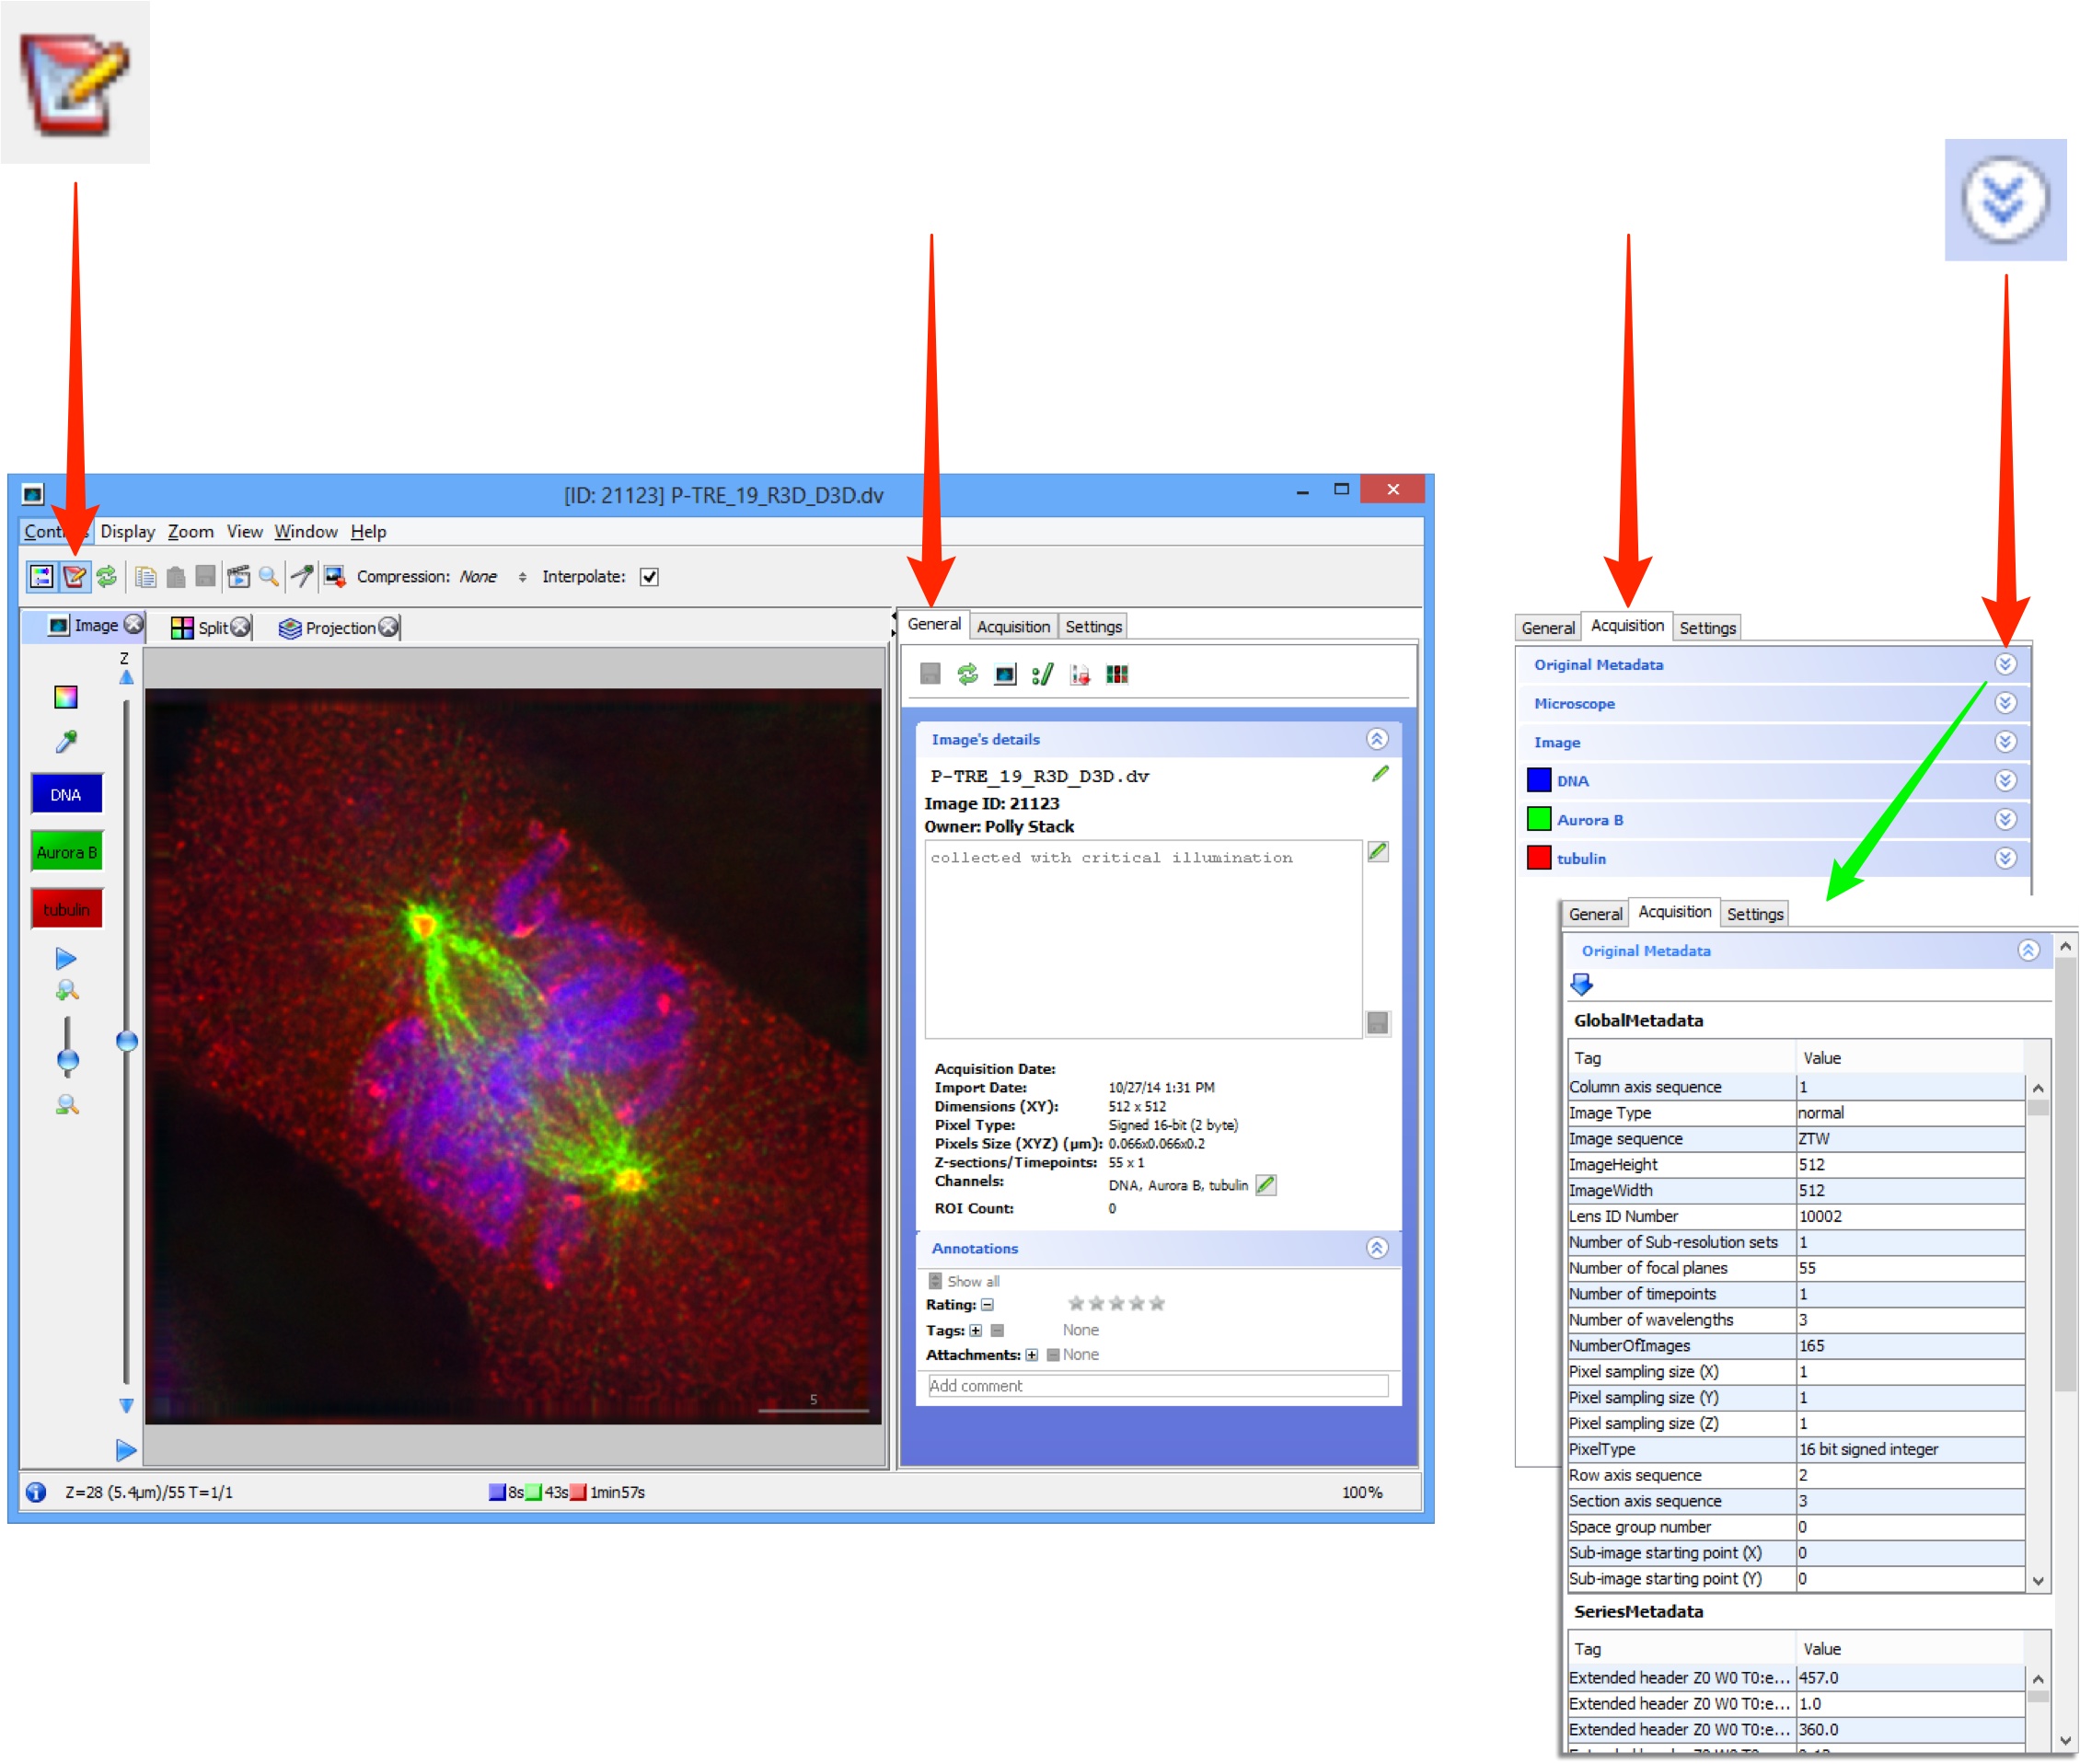 [ID: 21123] P-TRE_19_R3D_D3D.dv
Display Zoom View Window Help
Compression: None Interpolate:
Image Split Projection
Z
DNA
Aurora B
tubulin
5
General Acquisition Settings
Image's details
P-TRE_19_R3D_D3D.dv
Image ID: 21123
Owner: Polly Stack
collected with critical illumination
Acquisition Date:
Import Date: 10/27/14 1:31 PM
Dimensions (XY): 512 x 512
Pixel Type: Signed 16-bit (2 byte)
Pixels Size (XYZ) (µm): 0.066x0.066x0.2
Z-sections/Timepoints: 55 x 1
Channels: DNA, Aurora B, tubulin
ROI Count: 0
Annotations
Show all
Rating:
Tags: None
Attachments: None
Add comment
Z=28 (5.4µm)/55 T=1/1 8s 43s 1min57s 100%
General Acquisition Settings
Original Metadata
Microscope
Image
DNA
Aurora B
tubulin
General Acquisition Settings
Original Metadata
GlobalMetadata
Tag Value
Column axis sequence 1
Image Type normal
Image sequence ZTW
ImageHeight 512
ImageWidth 512
Lens ID Number 10002
Number of Sub-resolution sets 1
Number of focal planes 55
Number of timepoints 1
Number of wavelengths 3
NumberOfImages 165
Pixel sampling size (X) 1
Pixel sampling size (Y) 1
Pixel sampling size (Z) 1
PixelType 16 bit signed integer
Row axis sequence 2
Section axis sequence 3
Space group number 0
Sub-image starting point (X) 0
Sub-image starting point (Y) 0
SeriesMetadata
Tag Value
Extended header Z0 W0 T0:e... 457.0
Extended header Z0 W0 T0:e... 1.0
Extended header Z0 W0 T0:e... 360.0